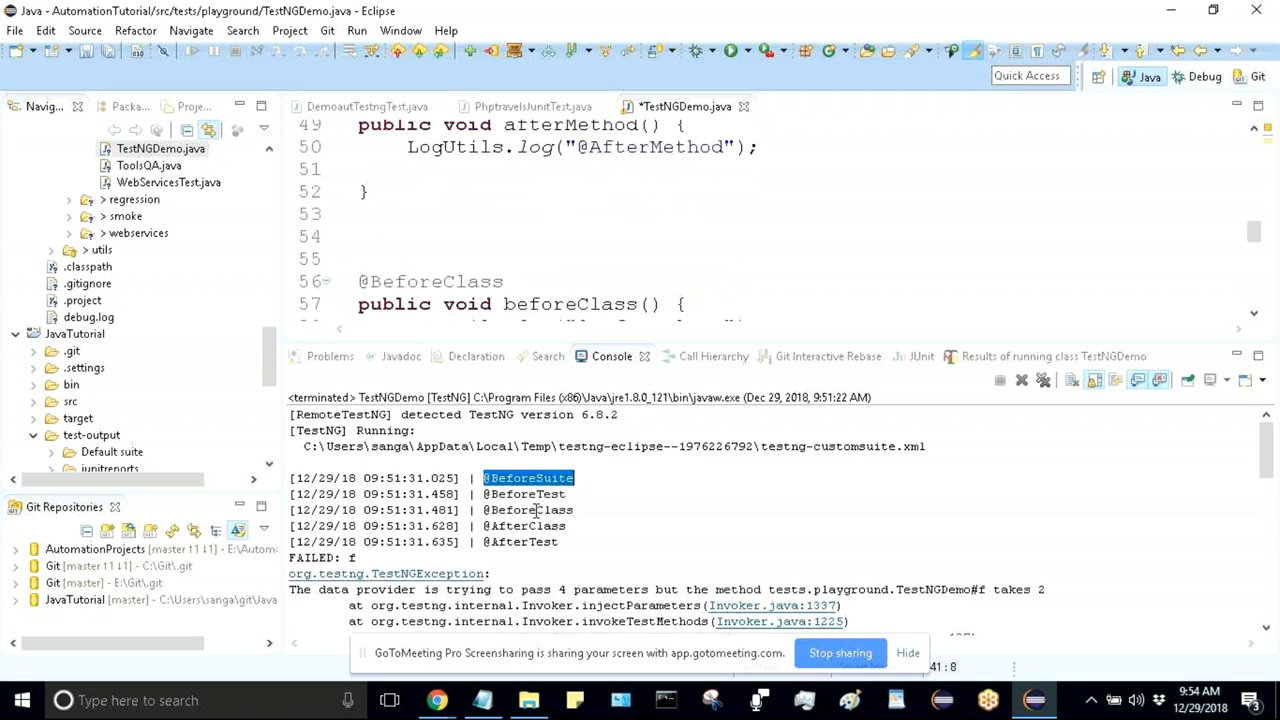 Java - AutomationTutorial/src/tests/playground/TestNGDemo.java - Eclipse
File Edit Source Refactor Navigate Search Project Git Run Window Help
Quick Access Java Debug Git
Navig... Packa... Proje...
DemoautTestngTest.java PhptravelsJunitTest.java *TestNGDemo.java
TestNGDemo.java
ToolsQA.java
WebServicesTest.java
> regression
> smoke
> webservices
> utils
.classpath
.gitignore
.project
debug.log
JavaTutorial
.git
.settings
bin
src
target
test-output
Default suite
junitreports
49 public void afterMethod() {
50 LogUtils.log("@AfterMethod");
51
52 }
53
54
55
56 @BeforeClass
57 public void beforeClass() {
Problems Javadoc Declaration Search Console Call Hierarchy Git Interactive Rebase JUnit Results of running class TestNGDemo
<terminated> TestNGDemo [TestNG] C:\Program Files (x86)\Java\jre1.8.0_121\bin\javaw.exe (Dec 29, 2018, 9:51:22 AM)
[RemoteTestNG] detected TestNG version 6.8.2
[TestNG] Running:
C:\Users\sanga\AppData\Local\Temp\testng-eclipse--1976226792\testng-customsuite.xml
[12/29/18 09:51:31.025] | @BeforeSuite
[12/29/18 09:51:31.458] | @BeforeTest
[12/29/18 09:51:31.481] | @BeforeClass
[12/29/18 09:51:31.628] | @AfterClass
[12/29/18 09:51:31.635] | @AfterTest
FAILED: f
org.testng.TestNGException:
The data provider is trying to pass 4 parameters but the method tests.playground.TestNGDemo#f takes 2
at org.testng.internal.Invoker.injectParameters(Invoker.java:1337)
at org.testng.internal.Invoker.invokeTestMethods(Invoker.java:1225)
Git Repositories
AutomationProjects [master ↑1 ↓1] - E:\Autom.
Git [master ↑1 ↓1] - C:\Git\.git
Git [master ↑1 ↓1] - E:\Git\.git
JavaTutorial [master ↑1 ↓1] - C:\Users\sanga\git\Java
GoToMeeting Pro Screensharing is sharing your screen with app.gotomeeting.com. Stop sharing Hide
41 : 8
Type here to search
9:54 AM
12/29/2018
3